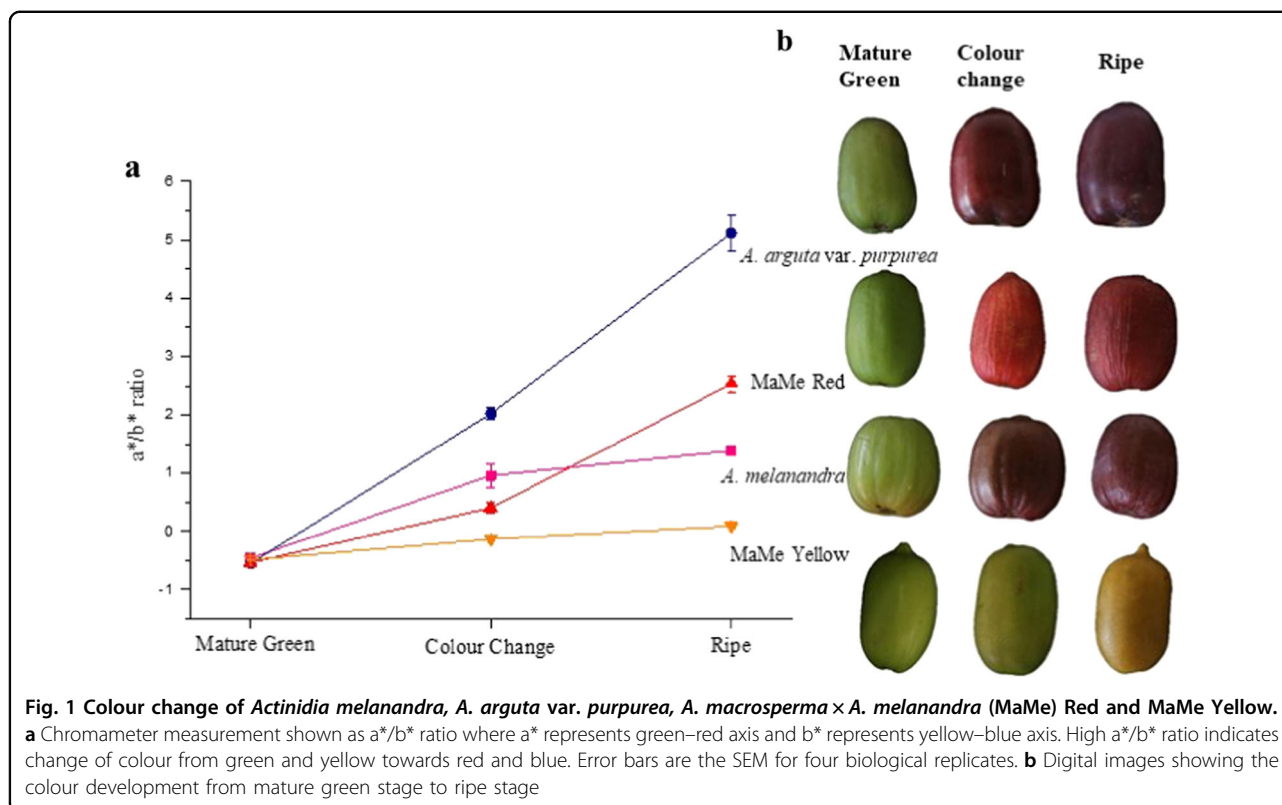 b
Mature
Green
Colour
change
Ripe
a
6
5
4
3
2
1
0
-1
a*/b* ratio
A. arguta var. purpurea
MaMe Red
A. melanandra
MaMe Yellow
Mature Green
Colour Change
Ripe
Fig. 1 Colour change of Actinidia melanandra, A. arguta var. purpurea, A. macrosperma × A. melanandra (MaMe) Red and MaMe Yellow.
a Chromameter measurement shown as a*/b* ratio where a* represents green–red axis and b* represents yellow–blue axis. High a*/b* ratio indicates
change of colour from green and yellow towards red and blue. Error bars are the SEM for four biological replicates. b Digital images showing the
colour development from mature green stage to ripe stage